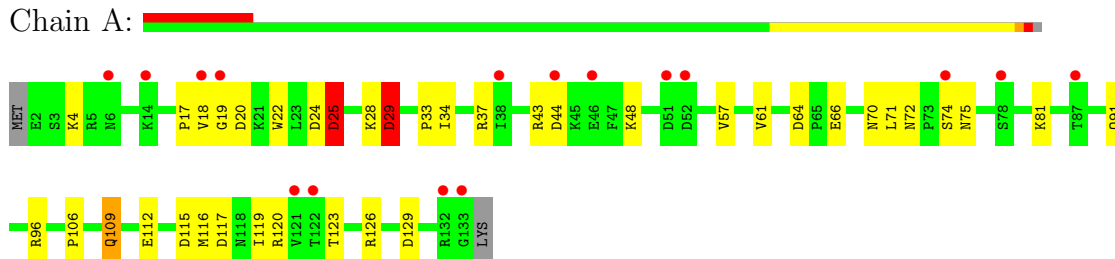 Chain A:
MET E2 S3 K4 R5 N6 K14 P17 V18 G19 D20 K21 W22 L23 D24 D25 K28 D29 P33 I34 R37 I38 R43 D44 K45 E46 F47 K48 D51 D52 V57 V61 D64 P65 E66 N70 L71 N72 P73 S74 N75 S78 K81 T87
R96 P106 Q109 E112 D115 M116 D117 N118 I119 R120 V121 T122 T123 R126 D129 R132 G133 LYS